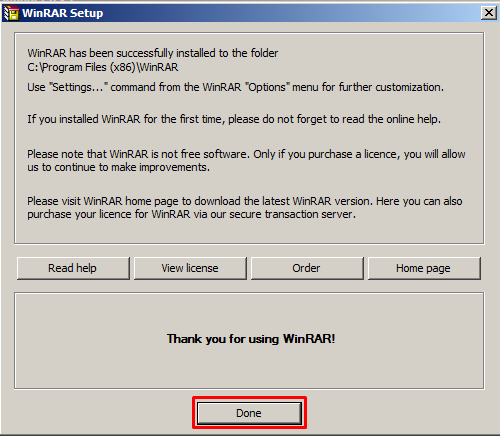 WinRAR Setup
WinRAR has been successfully installed to the folder
C:\Program Files (x86)\WinRAR
Use "Settings..." command from the WinRAR "Options" menu for further customization.
If you installed WinRAR for the first time, please do not forget to read the online help.
Please note that WinRAR is not free software. Only if you purchase a licence, you will allow
us to continue to make improvements.
Please visit WinRAR home page to download the latest WinRAR version. Here you can also
purchase your licence for WinRAR via our secure transaction server.
Read help View license Order Home page
Thank you for using WinRAR!
Done